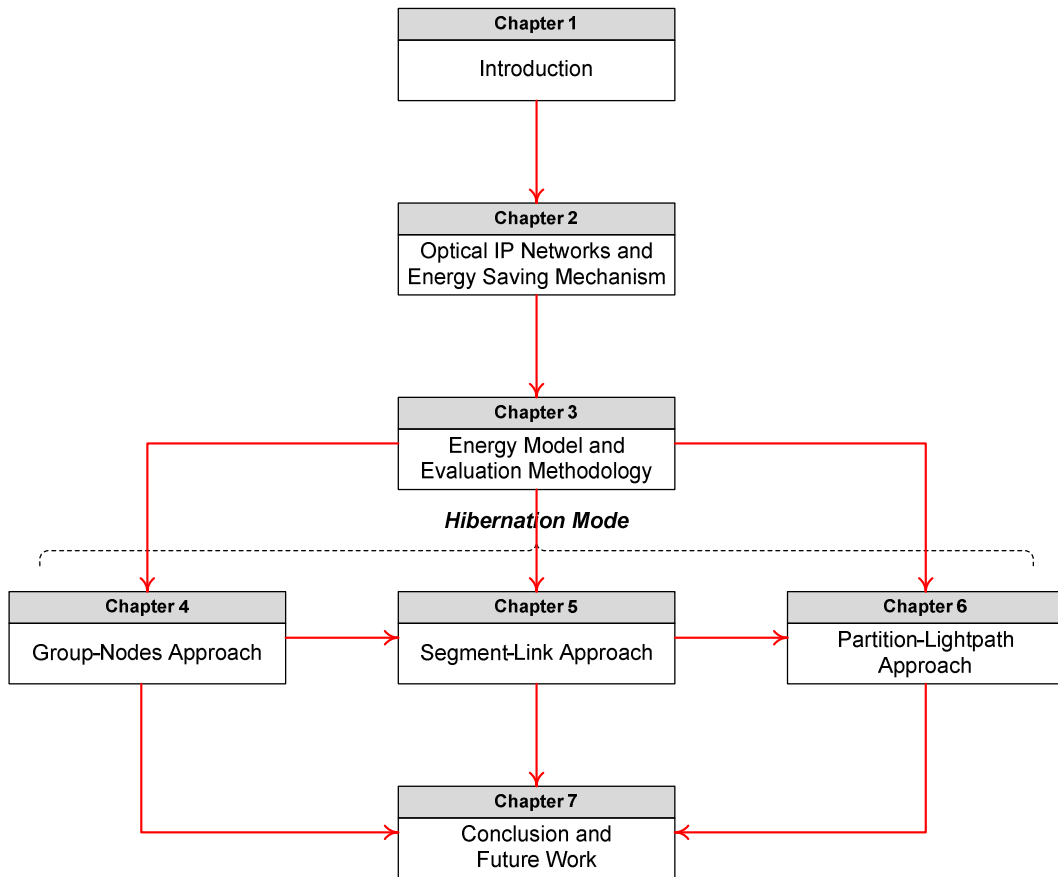 Chapter 1
Introduction
Chapter 2
Optical IP Networks and
Energy Saving Mechanism
Chapter 3
Energy Model and
Evaluation Methodology
Hibernation Mode
Chapter 4
Group-Nodes Approach
Chapter 5
Segment-Link Approach
Chapter 6
Partition-Lightpath
Approach
Chapter 7
Conclusion and
Future Work